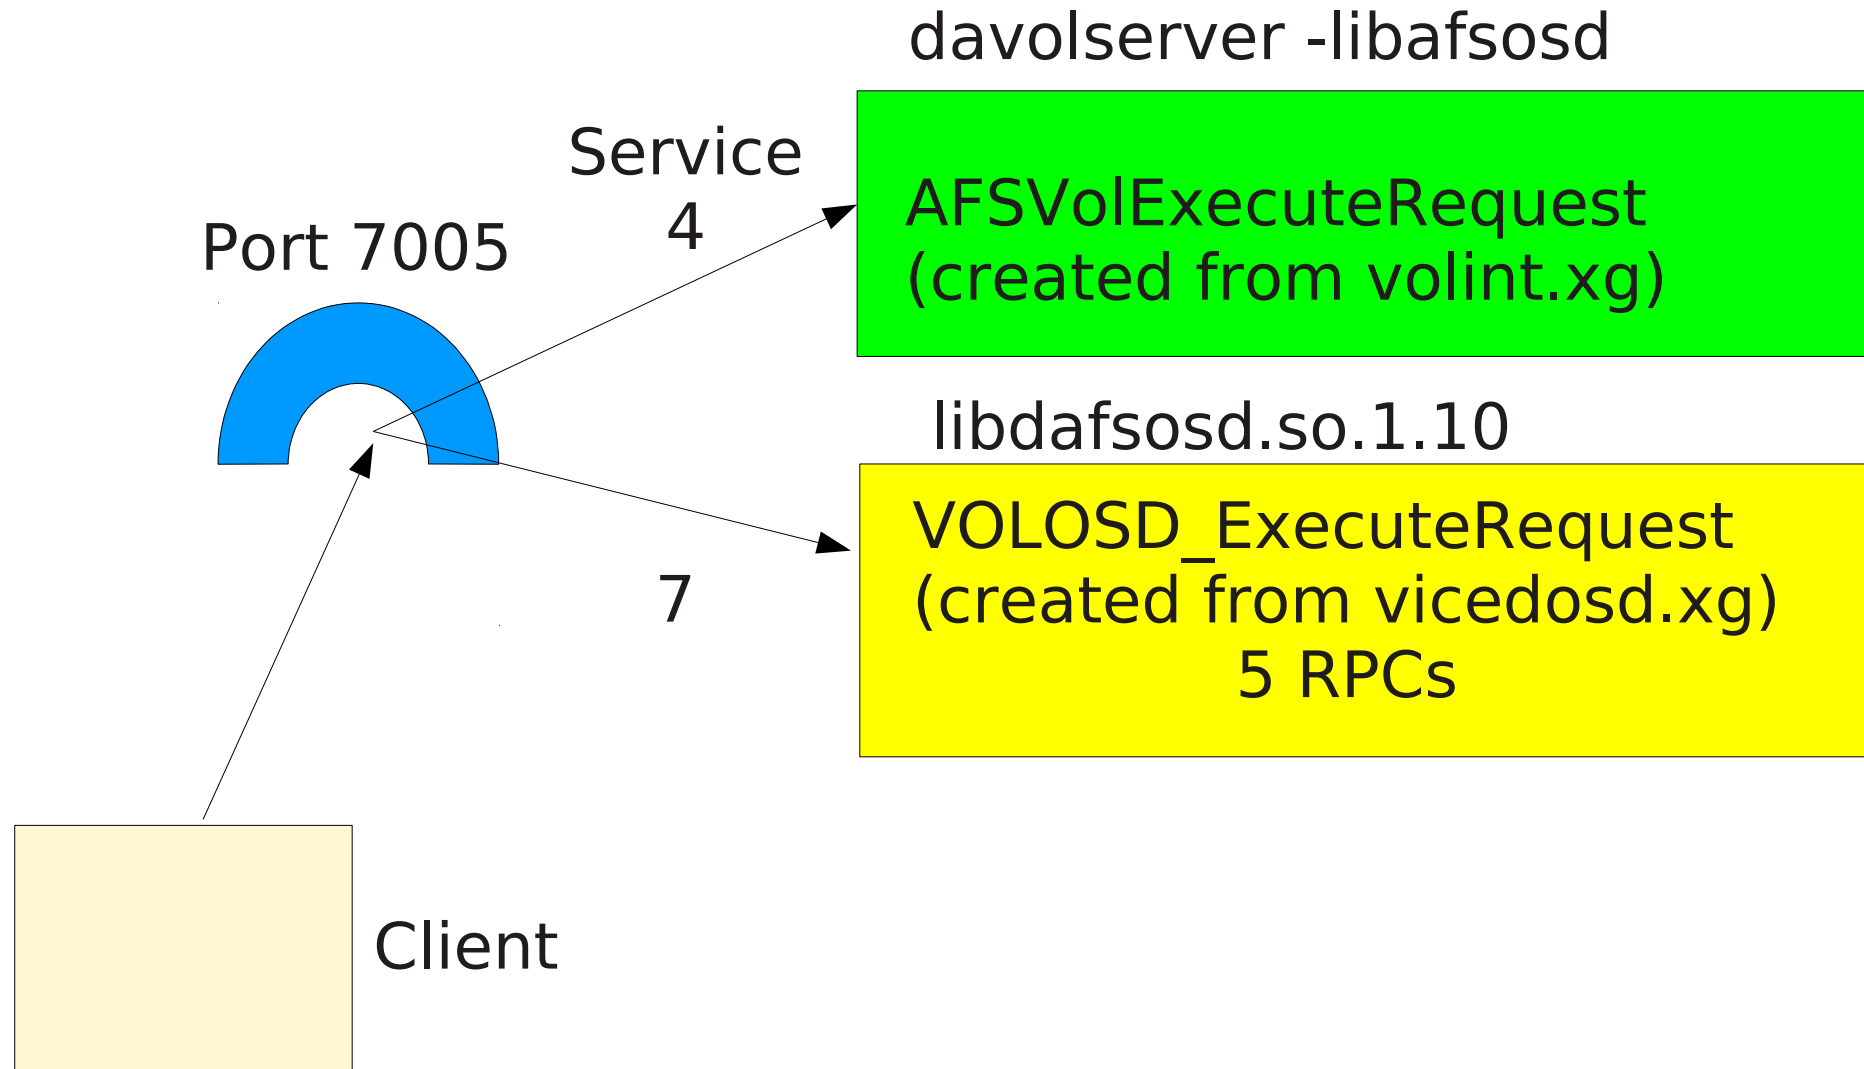 davolserver -libafsosd
Service
4
Port 7005
AFSVolExecuteRequest
(created from volint.xg)
libdafsosd.so.1.10
VOLOSD_ExecuteRequest
(created from vicedosd.xg)
5 RPCs
7
Client